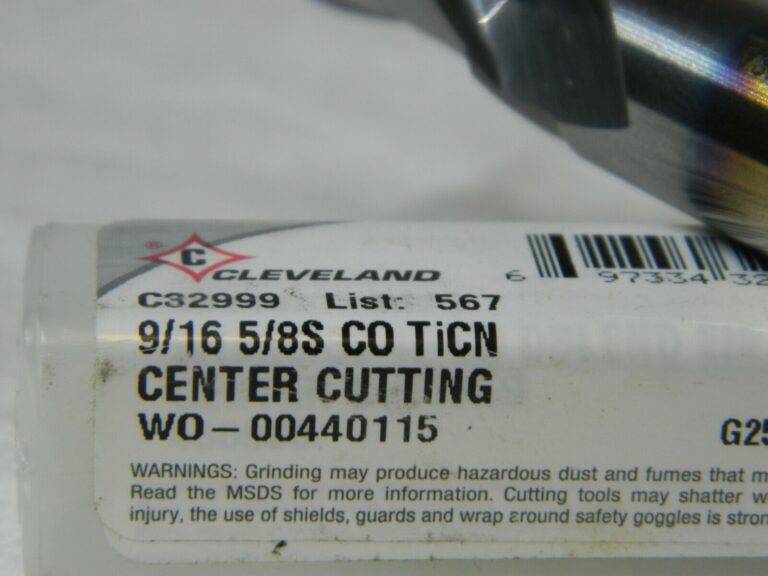 ® C CLEVELAND
6 97334 32
C32999 List: 567
9/16 5/8S CO TiCN
CENTER CUTTING
WO-00440115
G25
WARNINGS: Grinding may produce hazardous dust and fumes that m
Read the MSDS for more information. Cutting tools may shatter w
injury, the use of shields, guards and wrap around safety goggles is stron